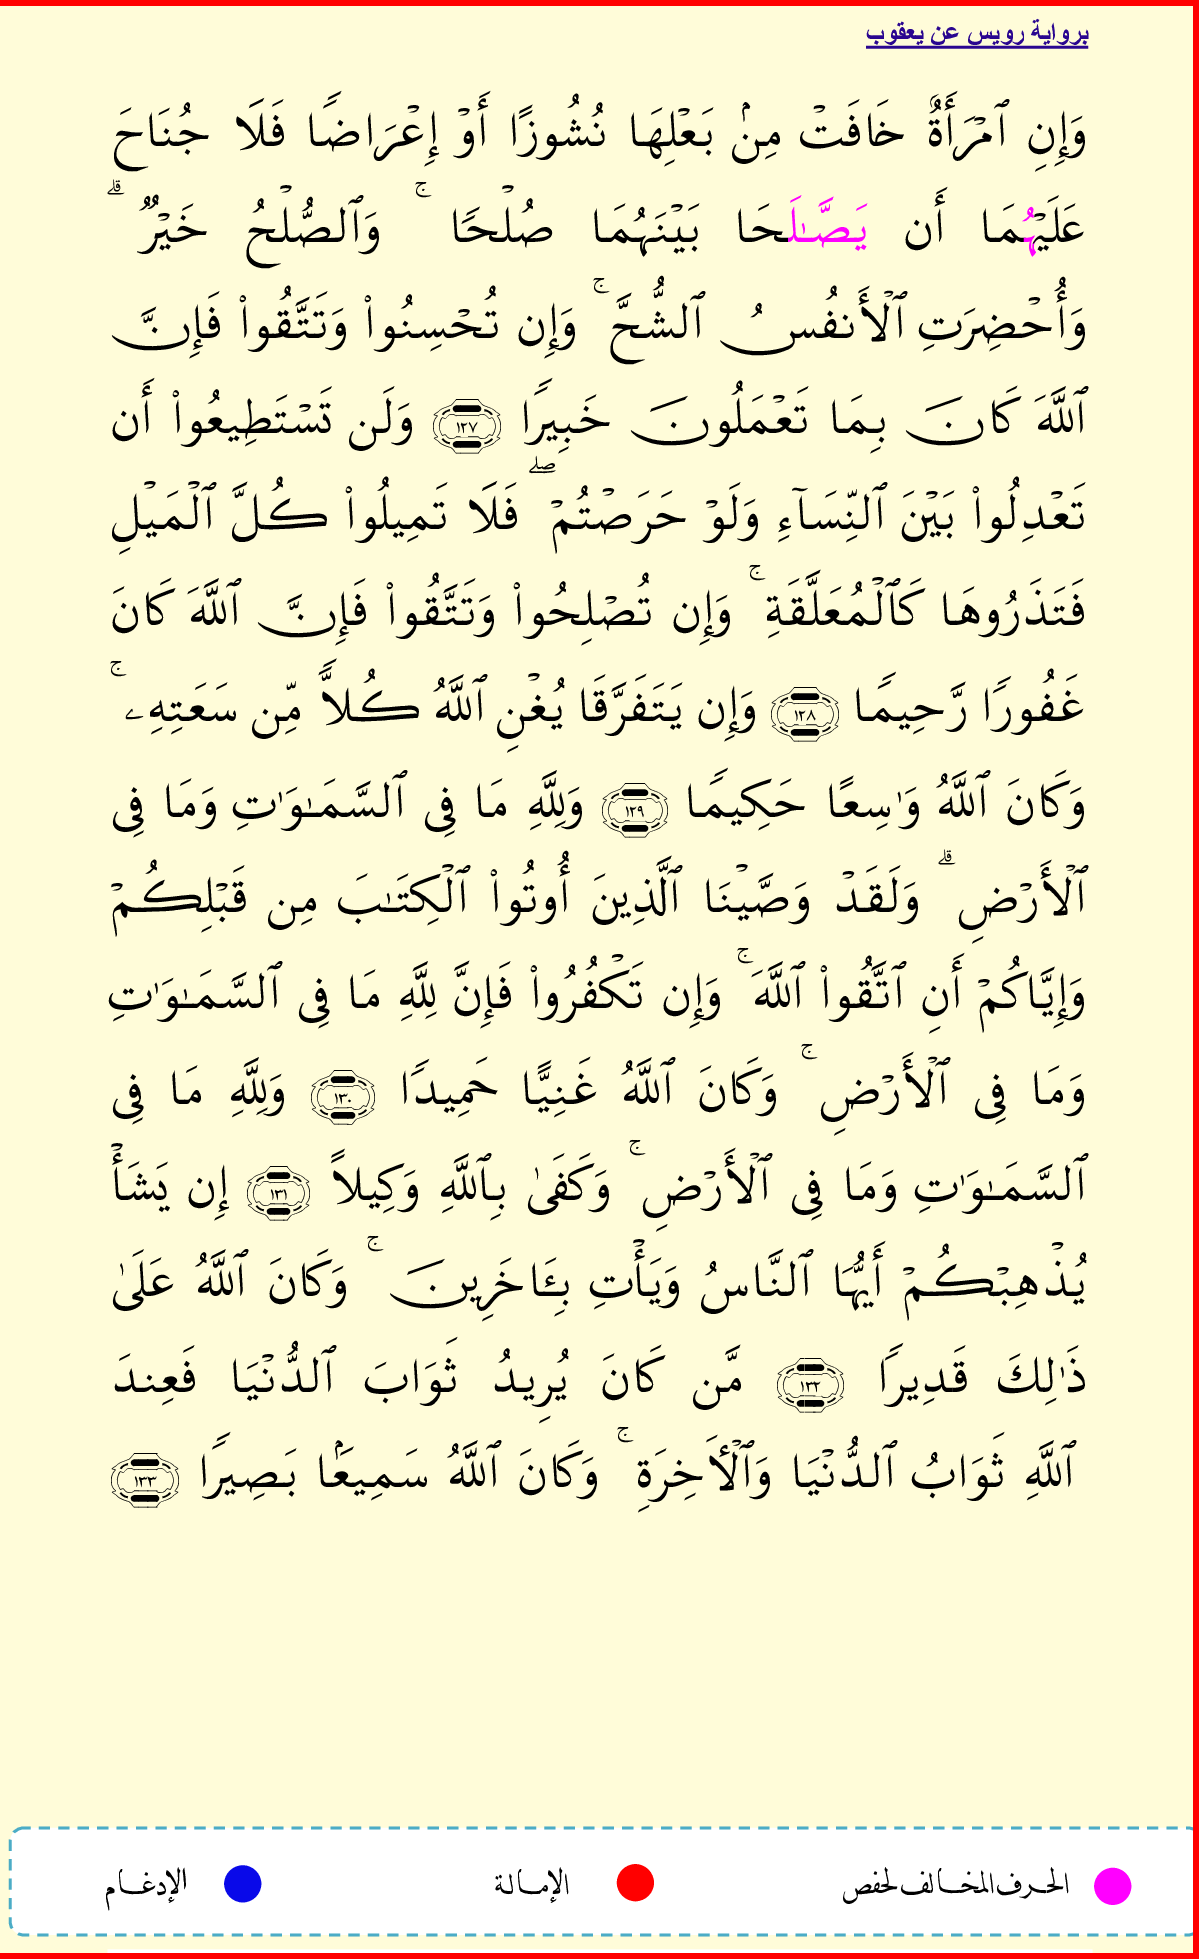 برواية رويس عن يعقوب
وَإِنِ ٱمْرَأَةٌ خَافَتْ مِنۢ بَعْلِهَا نُشُوزًا أَوْ إِعْرَاضًا فَلَا جُنَاحَ
عَلَيْهُمَا أَن يَصَّـٰلَحَا بَيْنَهُمَا صُلْحًا ۚ وَٱلصُّلْحُ خَيْرٌ ۗ
وَأُحْضِرَتِ ٱلْأَنفُسُ ٱلشُّحَّ ۚ وَإِن تُحْسِنُوا۟ وَتَتَّقُوا۟ فَإِنَّ
ٱللَّهَ كَانَ بِمَا تَعْمَلُونَ خَبِيرًا ١٢٧ وَلَن تَسْتَطِيعُوا۟ أَن
تَعْدِلُوا۟ بَيْنَ ٱلنِّسَآءِ وَلَوْ حَرَصْتُمْ ۖ فَلَا تَمِيلُوا۟ كُلَّ ٱلْمَيْلِ
فَتَذَرُوهَا كَٱلْمُعَلَّقَةِ ۚ وَإِن تُصْلِحُوا۟ وَتَتَّقُوا۟ فَإِنَّ ٱللَّهَ كَانَ
غَفُورًا رَّحِيمًا ١٢٨ وَإِن يَتَفَرَّقَا يُغْنِ ٱللَّهُ كُلًّا مِّن سَعَتِهِۦ ۚ
وَكَانَ ٱللَّهُ وَٰسِعًا حَكِيمًا ١٢٩ وَلِلَّهِ مَا فِى ٱلسَّمَـٰوَٰتِ وَمَا فِى
ٱلْأَرْضِ ۗ وَلَقَدْ وَصَّيْنَا ٱلَّذِينَ أُوتُوا۟ ٱلْكِتَـٰبَ مِن قَبْلِكُمْ
وَإِيَّاكُمْ أَنِ ٱتَّقُوا۟ ٱللَّهَ ۚ وَإِن تَكْفُرُوا۟ فَإِنَّ لِلَّهِ مَا فِى ٱلسَّمَـٰوَٰتِ
وَمَا فِى ٱلْأَرْضِ ۚ وَكَانَ ٱللَّهُ غَنِيًّا حَمِيدًا ١٣٠ وَلِلَّهِ مَا فِى
ٱلسَّمَـٰوَٰتِ وَمَا فِى ٱلْأَرْضِ ۚ وَكَفَىٰ بِٱللَّهِ وَكِيلًا ١٣١ إِن يَشَأْ
يُذْهِبْكُمْ أَيُّهَا ٱلنَّاسُ وَيَأْتِ بِـَٔاخَرِينَ ۚ وَكَانَ ٱللَّهُ عَلَىٰ
ذَٰلِكَ قَدِيرًا ١٣٢ مَّن كَانَ يُرِيدُ ثَوَابَ ٱلدُّنْيَا فَعِندَ
ٱللَّهِ ثَوَابُ ٱلدُّنْيَا وَٱلْـَٔاخِرَةِ ۚ وَكَانَ ٱللَّهُ سَمِيعًۢا بَصِيرًا ١٣٣
الحرف المخالف لحفص الإمالة الإدغام